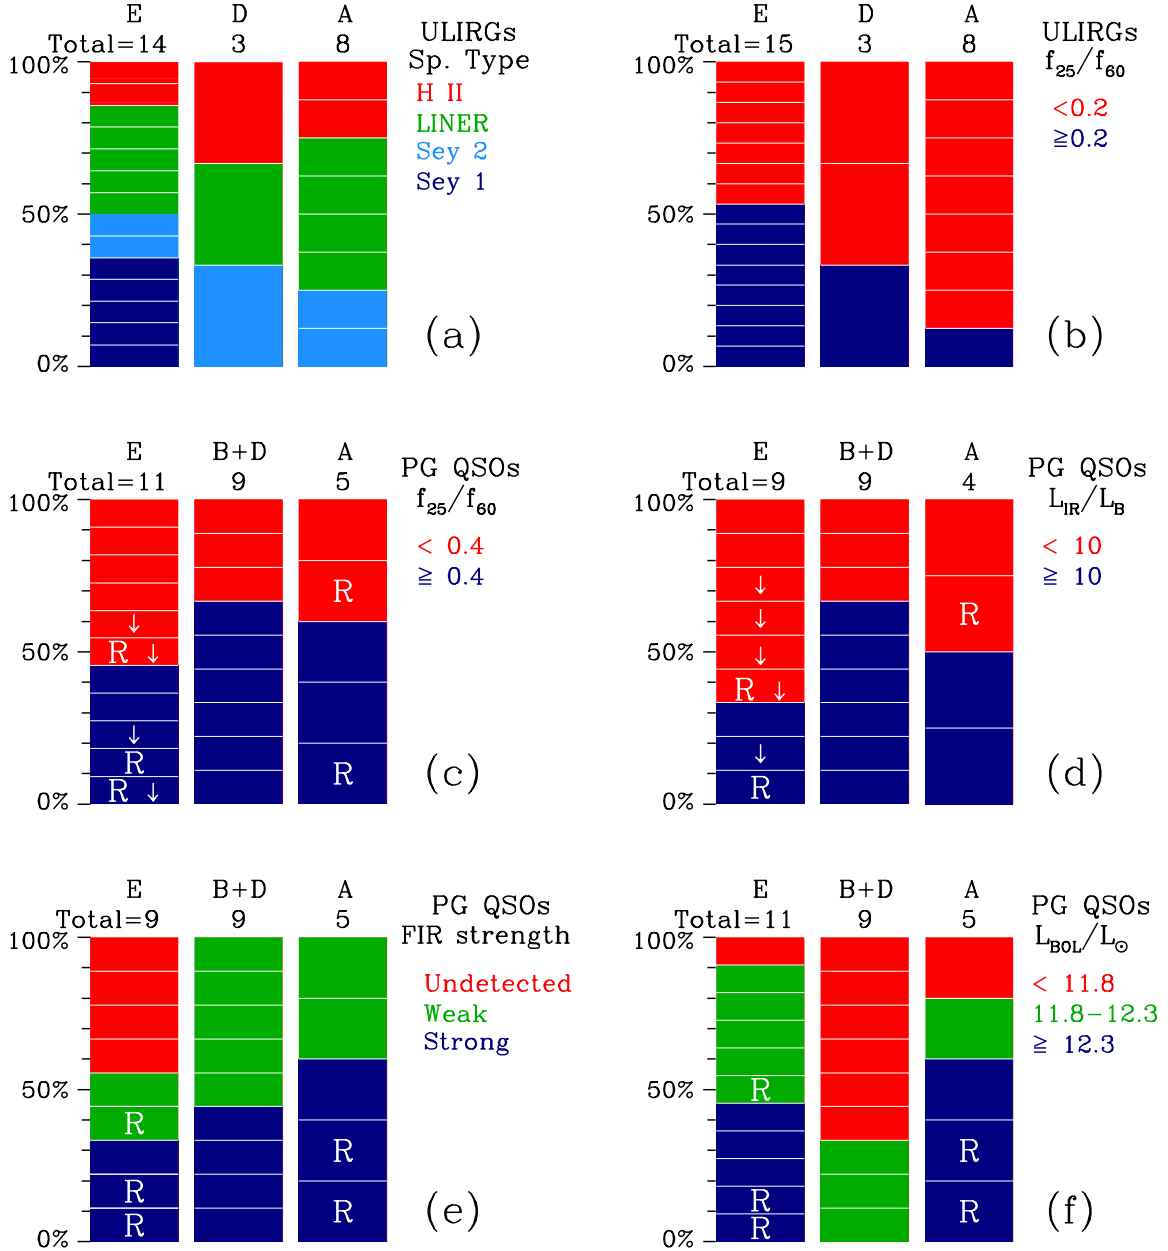 E D A
Total=14 3 8
ULIRGs
Sp. Type
H II
LINER
Sey 2
Sey 1
100%
50%
0%
(a)
E D A
Total=15 3 8
ULIRGs
f25/f60
<0.2
≧0.2
100%
50%
0%
(b)
E B+D A
Total=11 9 5
PG QSOs
f25/f60
< 0.4
≧ 0.4
100%
R
50%
R ↓
↓
↓
R
R ↓
R
0%
(c)
E B+D A
Total=9 9 4
PG QSOs
LIR/LB
< 10
≧ 10
100%
↓
↓
R
50%
↓
R ↓
↓
R
0%
(d)
E B+D A
Total=9 9 5
PG QSOs
FIR strength
Undetected
Weak
Strong
100%
50%
R
R
R
R
R
0%
(e)
E B+D A
Total=11 9 5
PG QSOs
LBOL/L⊙
< 11.8
11.8−12.3
≧ 12.3
100%
50%
R
R
R
R
R
0%
(f)